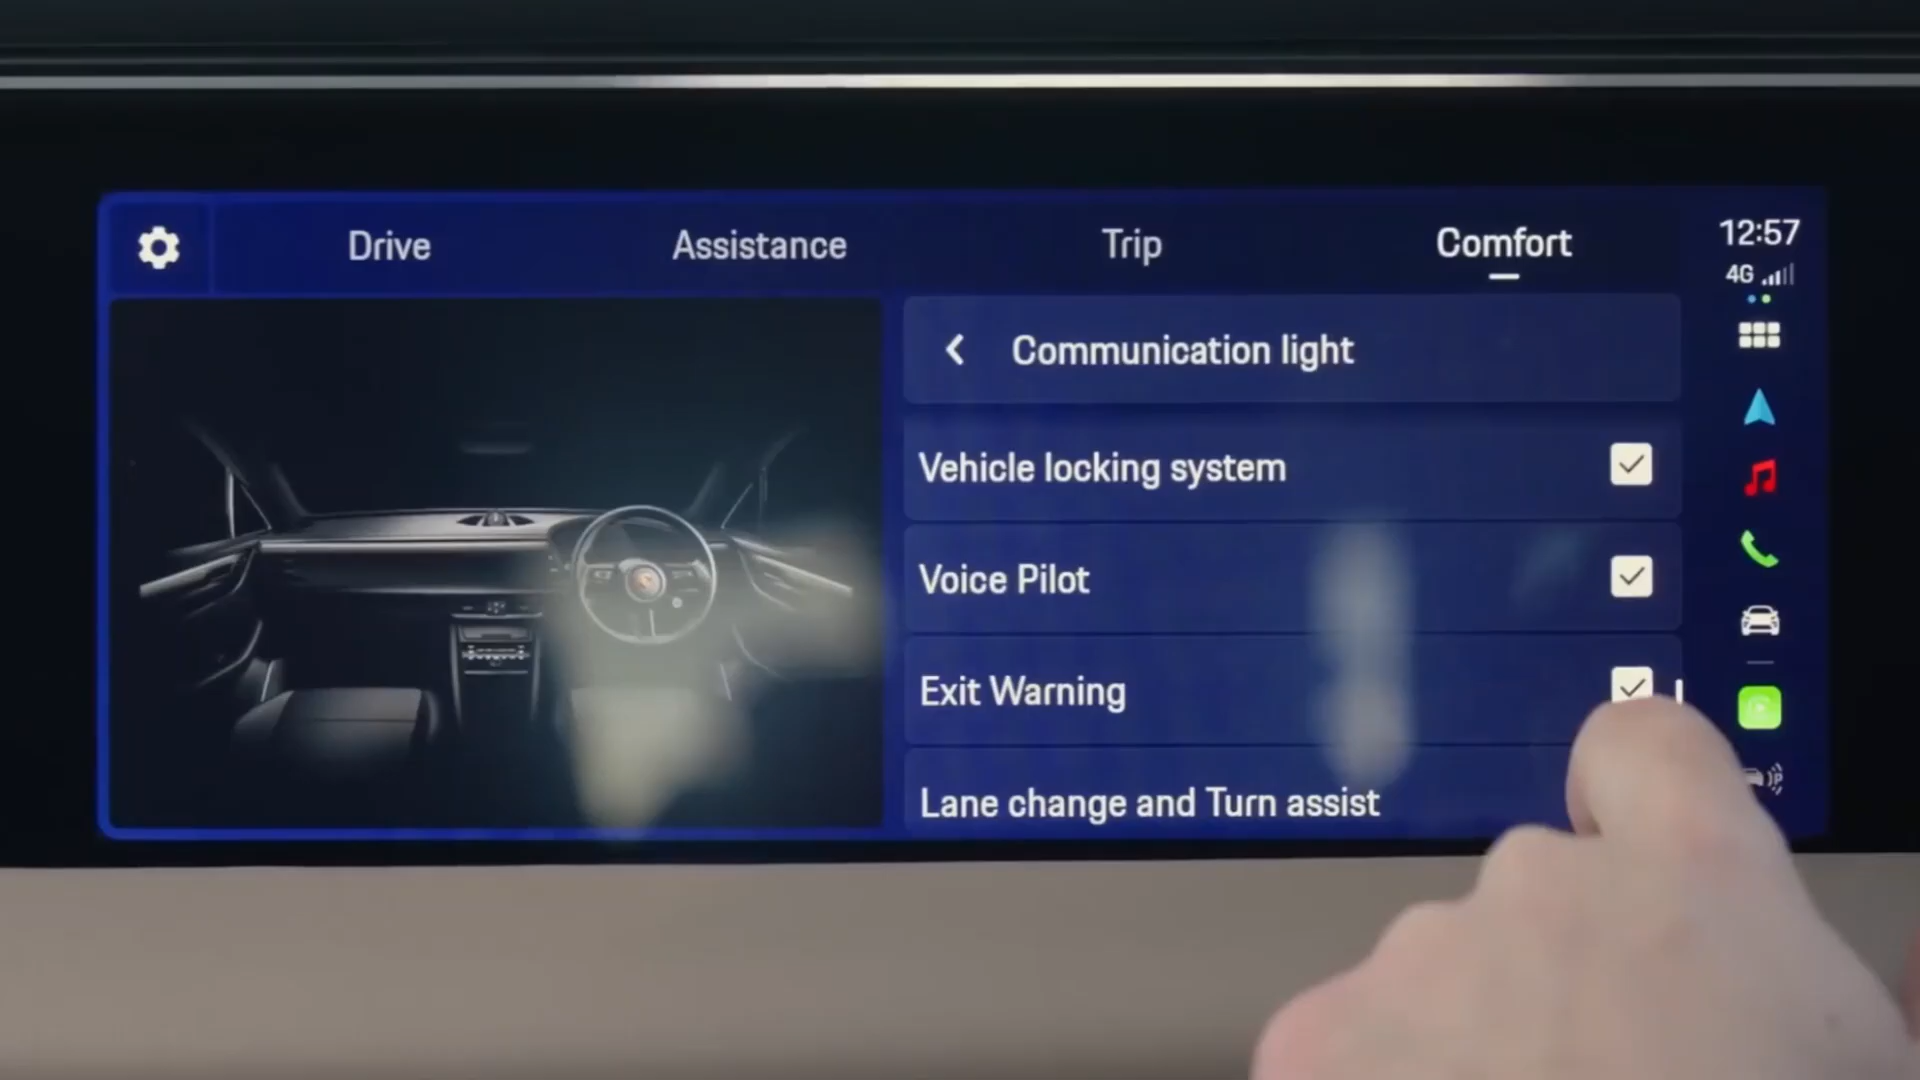 Drive
Assistance
Trip
Comfort
12:57
4G
Communication light
Vehicle locking system
Voice Pilot
Exit Warning
Lane change and Turn assist